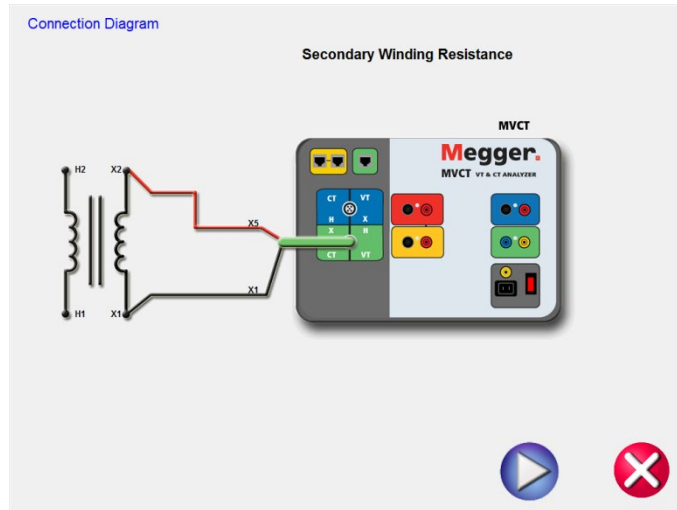 Connection Diagram
Secondary Winding Resistance
MVCT
Megger.
MVCT VT & CT ANALYZER
H2
X2
CT VT
H X
X5
X H
CT VT
X1
H1
X1